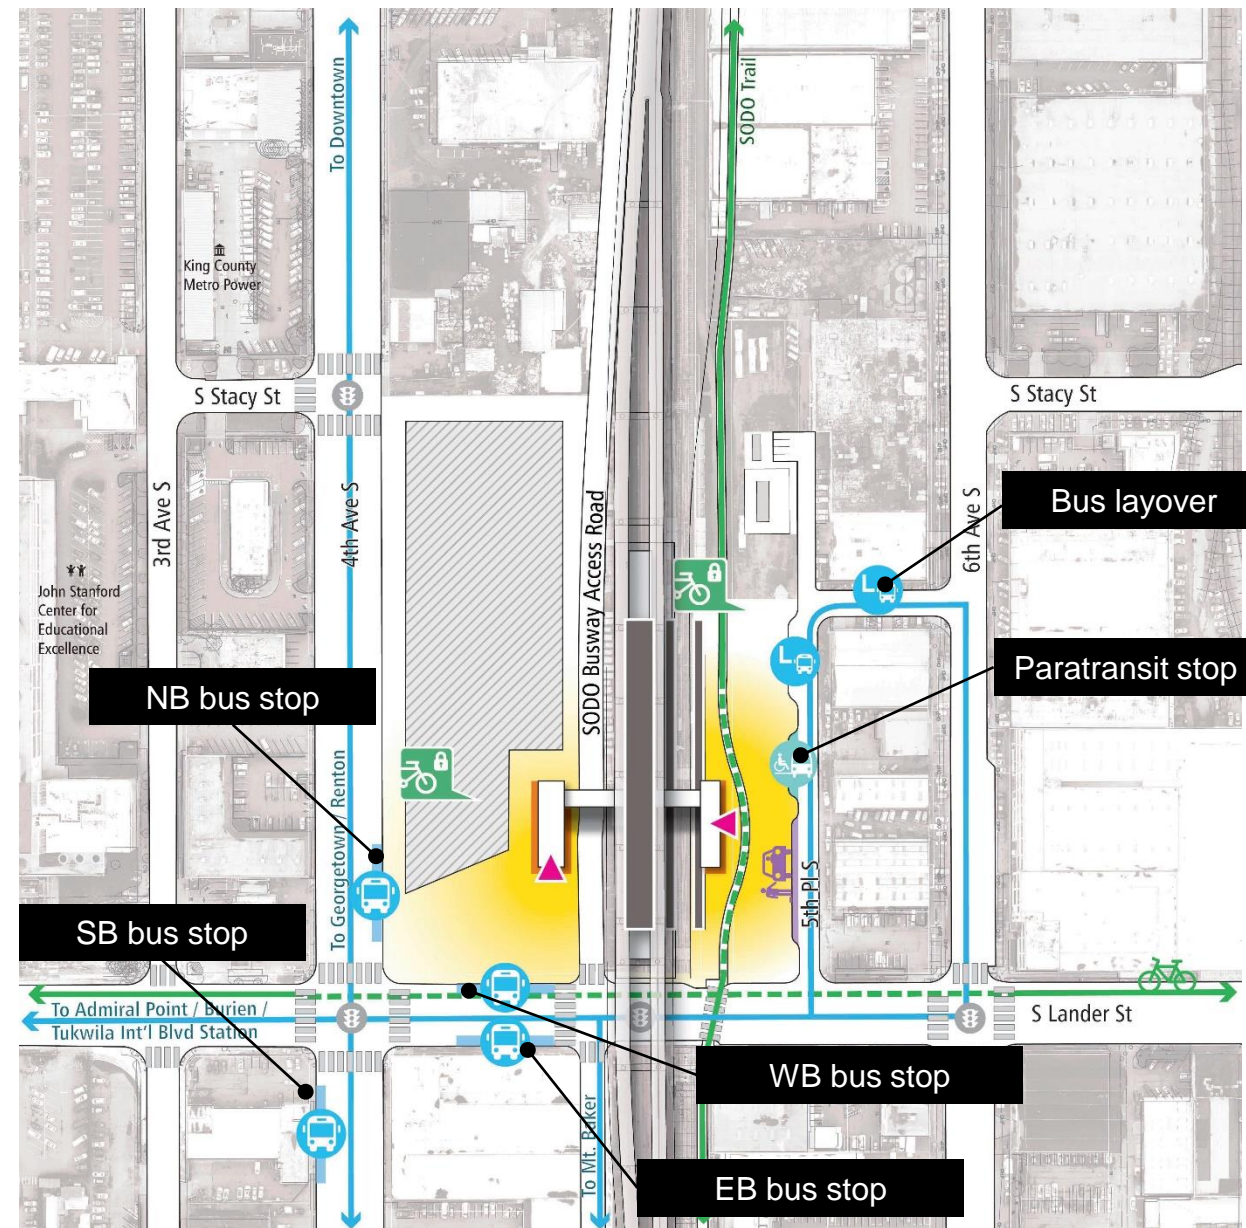 To Downtown
SODO Trail
King County
Metro Power
S Stacy St
S Stacy St
3rd Ave S
4th Ave S
SODO Busway Access Road
6th Ave S
Bus layover
L
John Stanford
Center for
Educational
Excellence
L
Paratransit stop
NB bus stop
To Georgetown / Renton
5th Pl S
SB bus stop
To Admiral Point / Burien /
Tukwila Int'l Blvd Station
S Lander St
WB bus stop
To Mt. Baker
EB bus stop